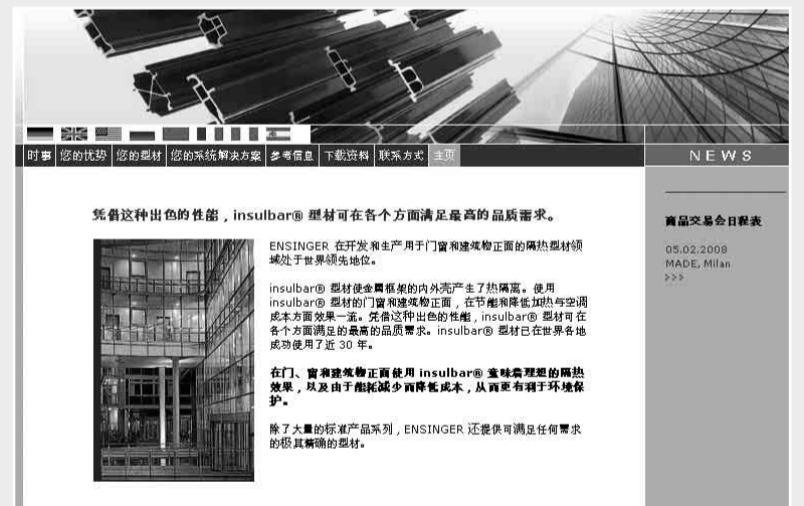 时事 您的优势 您的型材 您的系统解决方案 参考信息 下载资料 联系方式 主页
NEWS
凭借这种出色的性能，insulbar® 型材可在各个方面满足最高的品质需求。
ENSINGER 在开发和生产用于门窗和建筑物正面的隔热型材领
域处于世界领先地位。
insulbar® 型材使金属框架的内外壳产生了热隔离。使用
insulbar® 型材的门窗和建筑物正面，在节能和降低加热与空调
成本方面效果一流。凭借这种出色的性能，insulbar® 型材可在
各个方面满足的最高的品质需求。insulbar® 型材已在世界各地
成功使用了近 30 年。
在门、窗和建筑物正面使用 insulbar® 意味着理想的隔热
效果，以及由于能耗减少而降低成本，从而更有利于环境保
护。
除了大量的标准产品系列，ENSINGER 还提供可满足任何需求
的极其精确的型材。
商品交易会日程表
05.02.2008
MADE, Milan
>>>